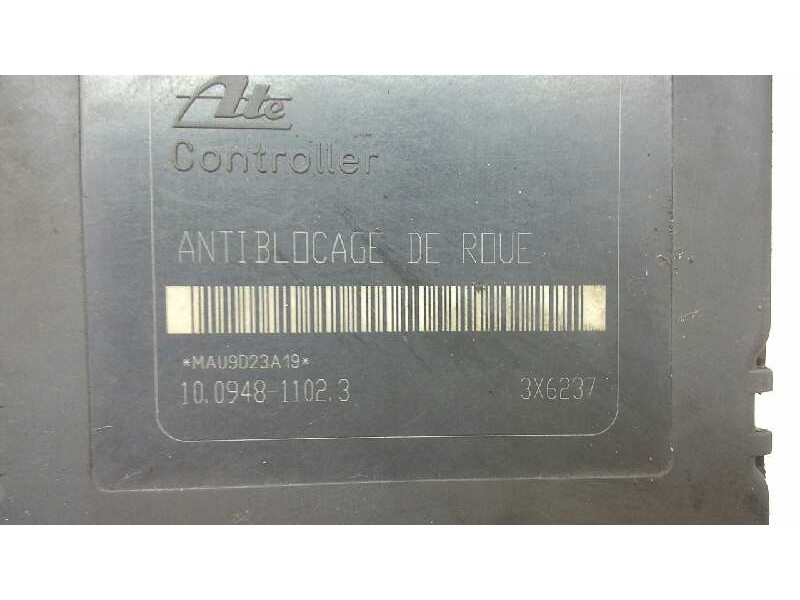 Ate
Controller
ANTIBLOCAGE DE ROUE
*MAU9D23A19*
10.0948-1102.3 3X6237